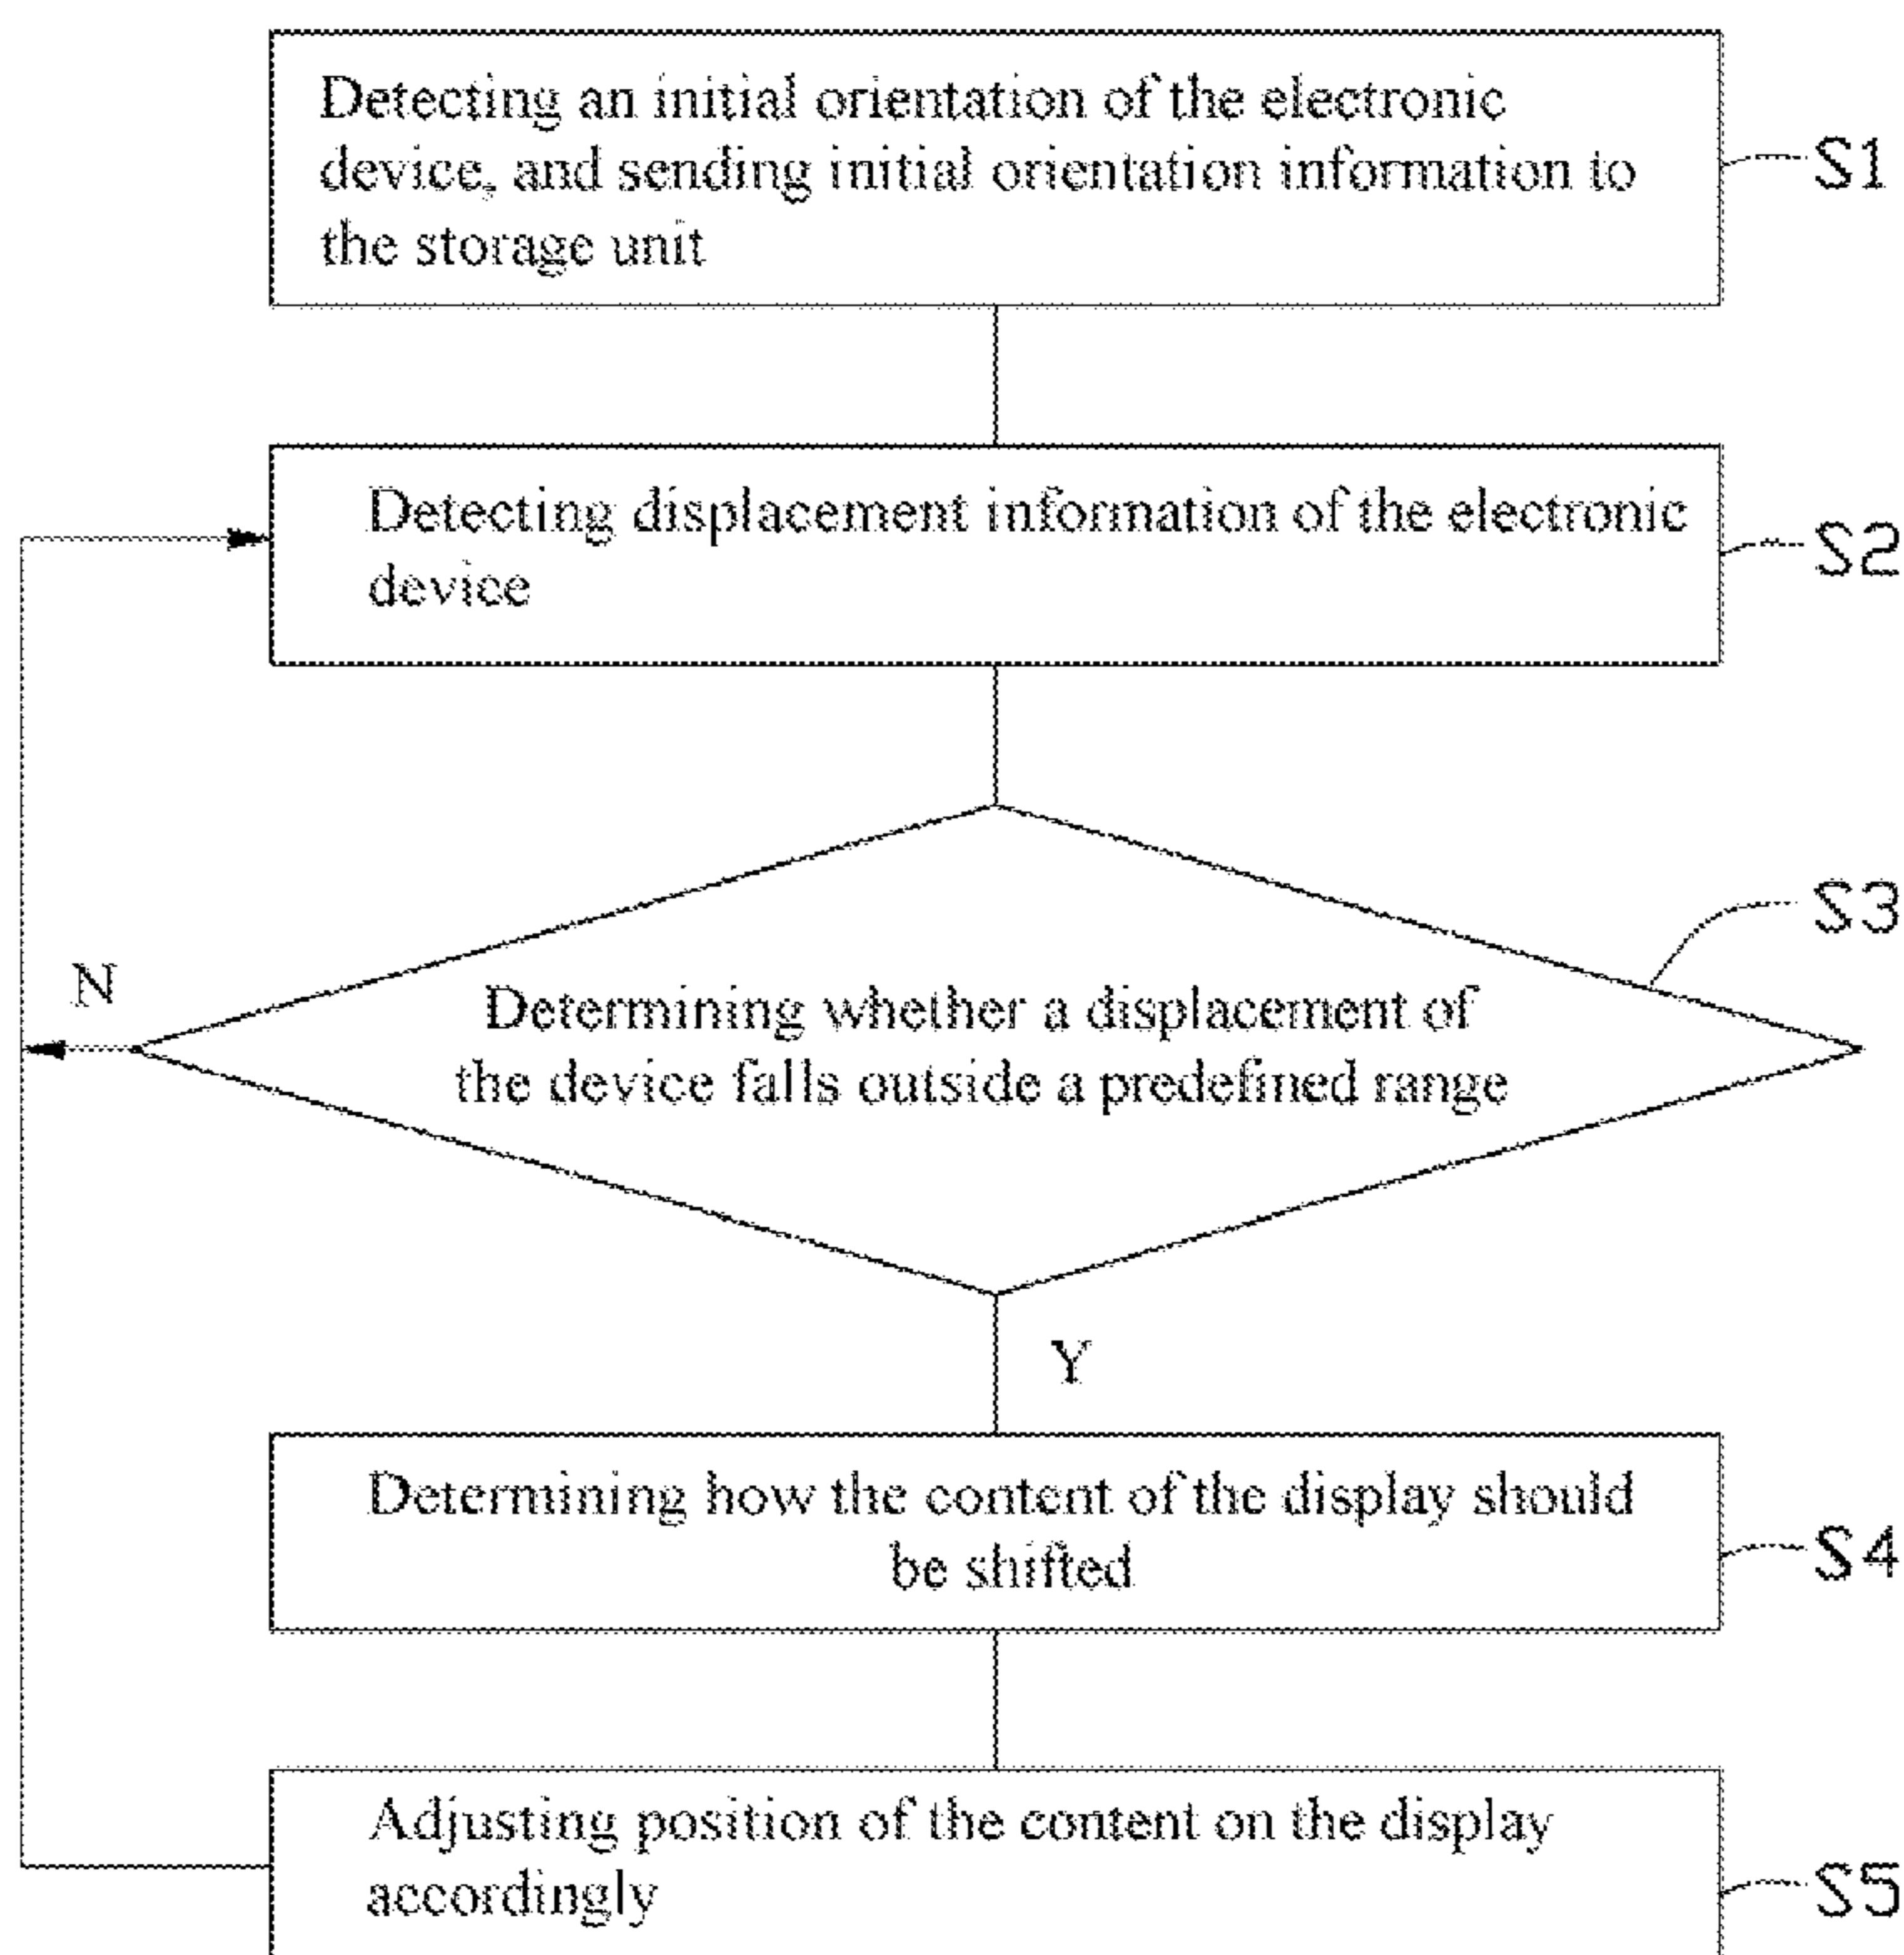 Detecting an initial orientation of the electronic
device, and sending initial orientation information to
the storage unit
S1
Detecting displacement information of the electronic
device
S2
S3
N
Determining whether a displacement of
the device falls outside a predefined range
Y
Determining how the content of the display should
be shifted
S4
Adjusting position of the content on the display
accordingly
S5